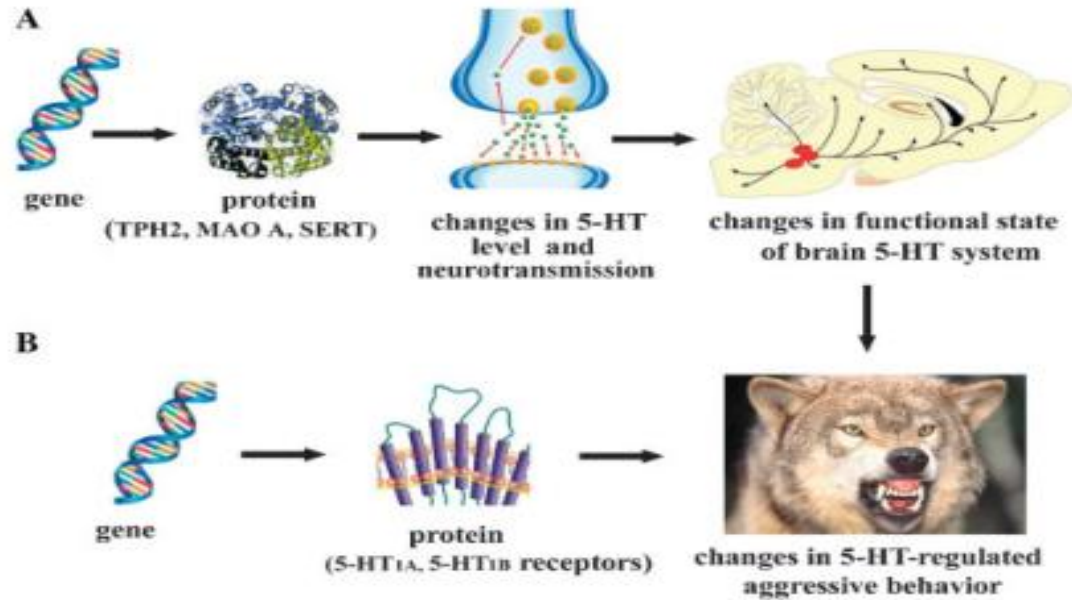 A
gene
protein
(TPH2, MAO A, SERT)
changes in 5-HT
level and
neurotransmission
changes in functional state
of brain 5-HT system
B
gene
protein
(5-HT1A, 5-HT1B receptors)
changes in 5-HT-regulated
aggressive behavior